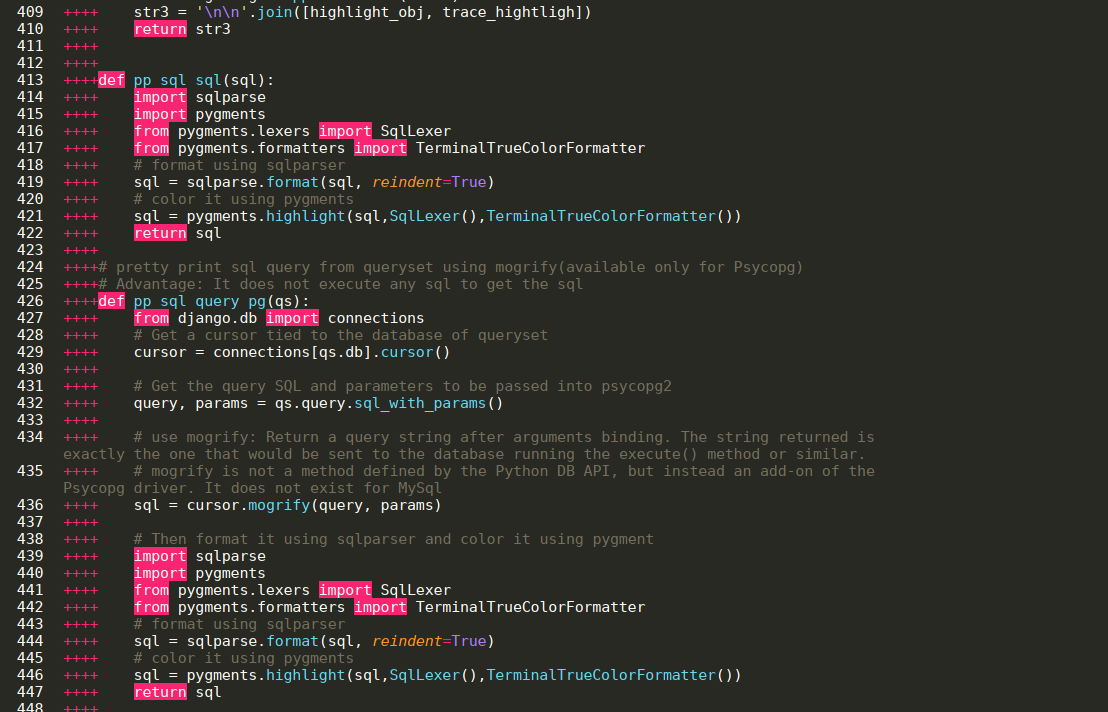 409 ++++    str3 = '\n\n'.join([highlight_obj, trace_hightligh])
410 ++++    return str3
411 ++++
412 ++++
413 ++++def pp_sql_sql(sql):
414 ++++    import sqlparse
415 ++++    import pygments
416 ++++    from pygments.lexers import SqlLexer
417 ++++    from pygments.formatters import TerminalTrueColorFormatter
418 ++++    # format using sqlparser
419 ++++    sql = sqlparse.format(sql, reindent=True)
420 ++++    # color it using pygments
421 ++++    sql = pygments.highlight(sql,SqlLexer(),TerminalTrueColorFormatter())
422 ++++    return sql
423 ++++
424 ++++# pretty print sql query from queryset using mogrify(available only for Psycopg)
425 ++++# Advantage: It does not execute any sql to get the sql
426 ++++def pp_sql_query_pg(qs):
427 ++++    from django.db import connections
428 ++++    # Get a cursor tied to the database of queryset
429 ++++    cursor = connections[qs.db].cursor()
430 ++++
431 ++++    # Get the query SQL and parameters to be passed into psycopg2
432 ++++    query, params = qs.query.sql_with_params()
433 ++++
434 ++++    # use mogrify: Return a query string after arguments binding. The string returned is
exactly the one that would be sent to the database running the execute() method or similar.
435 ++++    # mogrify is not a method defined by the Python DB API, but instead an add-on of the
Psycopg driver. It does not exist for MySql
436 ++++    sql = cursor.mogrify(query, params)
437 ++++
438 ++++    # Then format it using sqlparser and color it using pygment
439 ++++    import sqlparse
440 ++++    import pygments
441 ++++    from pygments.lexers import SqlLexer
442 ++++    from pygments.formatters import TerminalTrueColorFormatter
443 ++++    # format using sqlparser
444 ++++    sql = sqlparse.format(sql, reindent=True)
445 ++++    # color it using pygments
446 ++++    sql = pygments.highlight(sql,SqlLexer(),TerminalTrueColorFormatter())
447 ++++    return sql
448 ++++